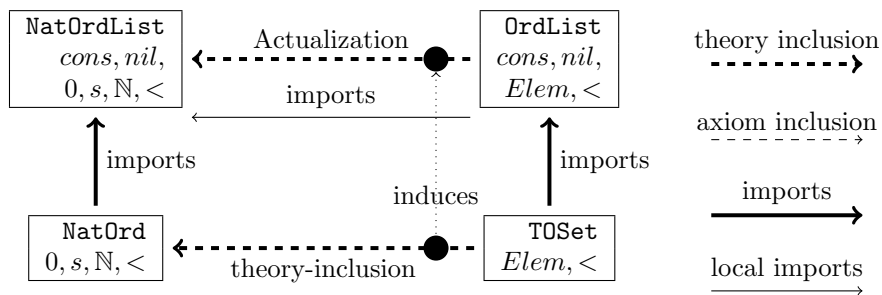 NatOrdList
cons, nil,
0, s, ℕ, <
Actualization
imports
OrdList
cons, nil,
Elem, <
theory inclusion
axiom inclusion
imports
imports
induces
imports
NatOrd
0, s, ℕ, <
theory-inclusion
TOSet
Elem, <
local imports